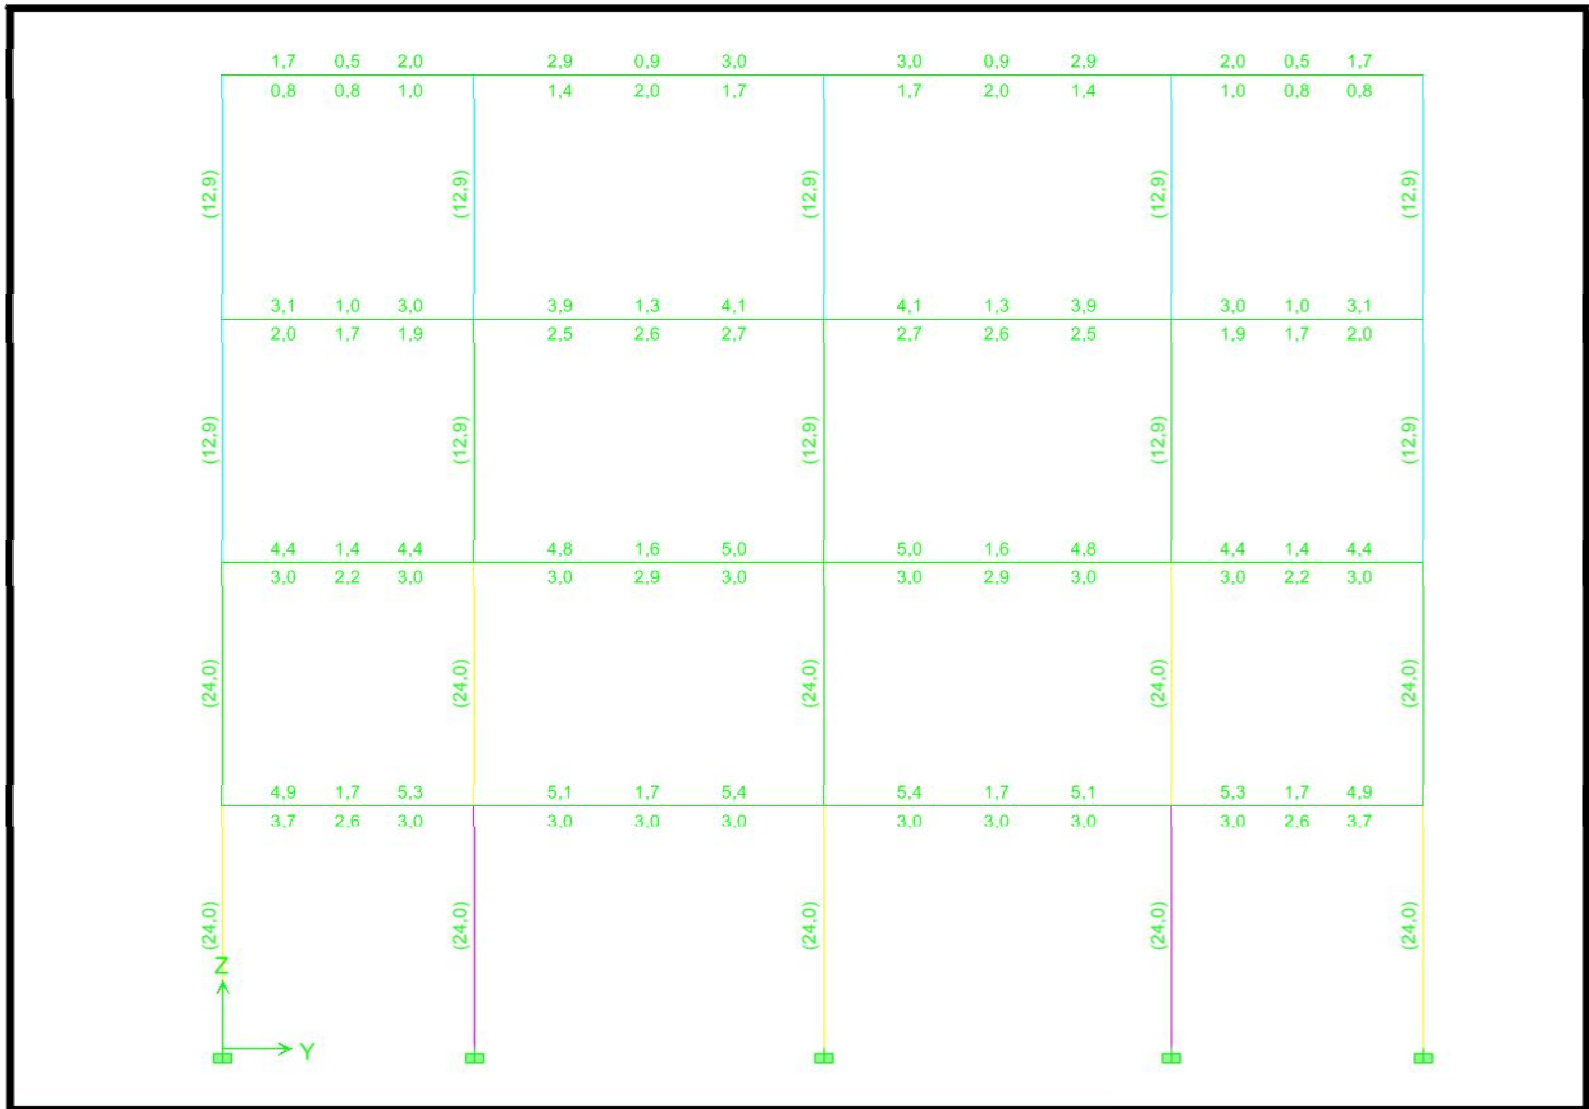 1,7 0,5 2,0 2,9 0,9 3,0 3,0 0,9 2,9 2,0 0,5 1,7
0,8 0,8 1,0 1,4 2,0 1,7 1,7 2,0 1,4 1,0 0,8 0,8
(12,9) (12,9) (12,9) (12,9) (12,9)
3,1 1,0 3,0 3,9 1,3 4,1 4,1 1,3 3,9 3,0 1,0 3,1
2,0 1,7 1,9 2,5 2,6 2,7 2,7 2,6 2,5 1,9 1,7 2,0
(12,9) (12,9) (12,9) (12,9) (12,9)
4,4 1,4 4,4 4,8 1,6 5,0 5,0 1,6 4,8 4,4 1,4 4,4
3,0 2,2 3,0 3,0 2,9 3,0 3,0 2,9 3,0 3,0 2,2 3,0
(24,0) (24,0) (24,0) (24,0) (24,0)
4,9 1,7 5,3 5,1 1,7 5,4 5,4 1,7 5,1 5,3 1,7 4,9
3,7 2,6 3,0 3,0 3,0 3,0 3,0 3,0 3,0 3,0 2,6 3,7
(24,0) (24,0) (24,0) (24,0) (24,0)
Z
Y